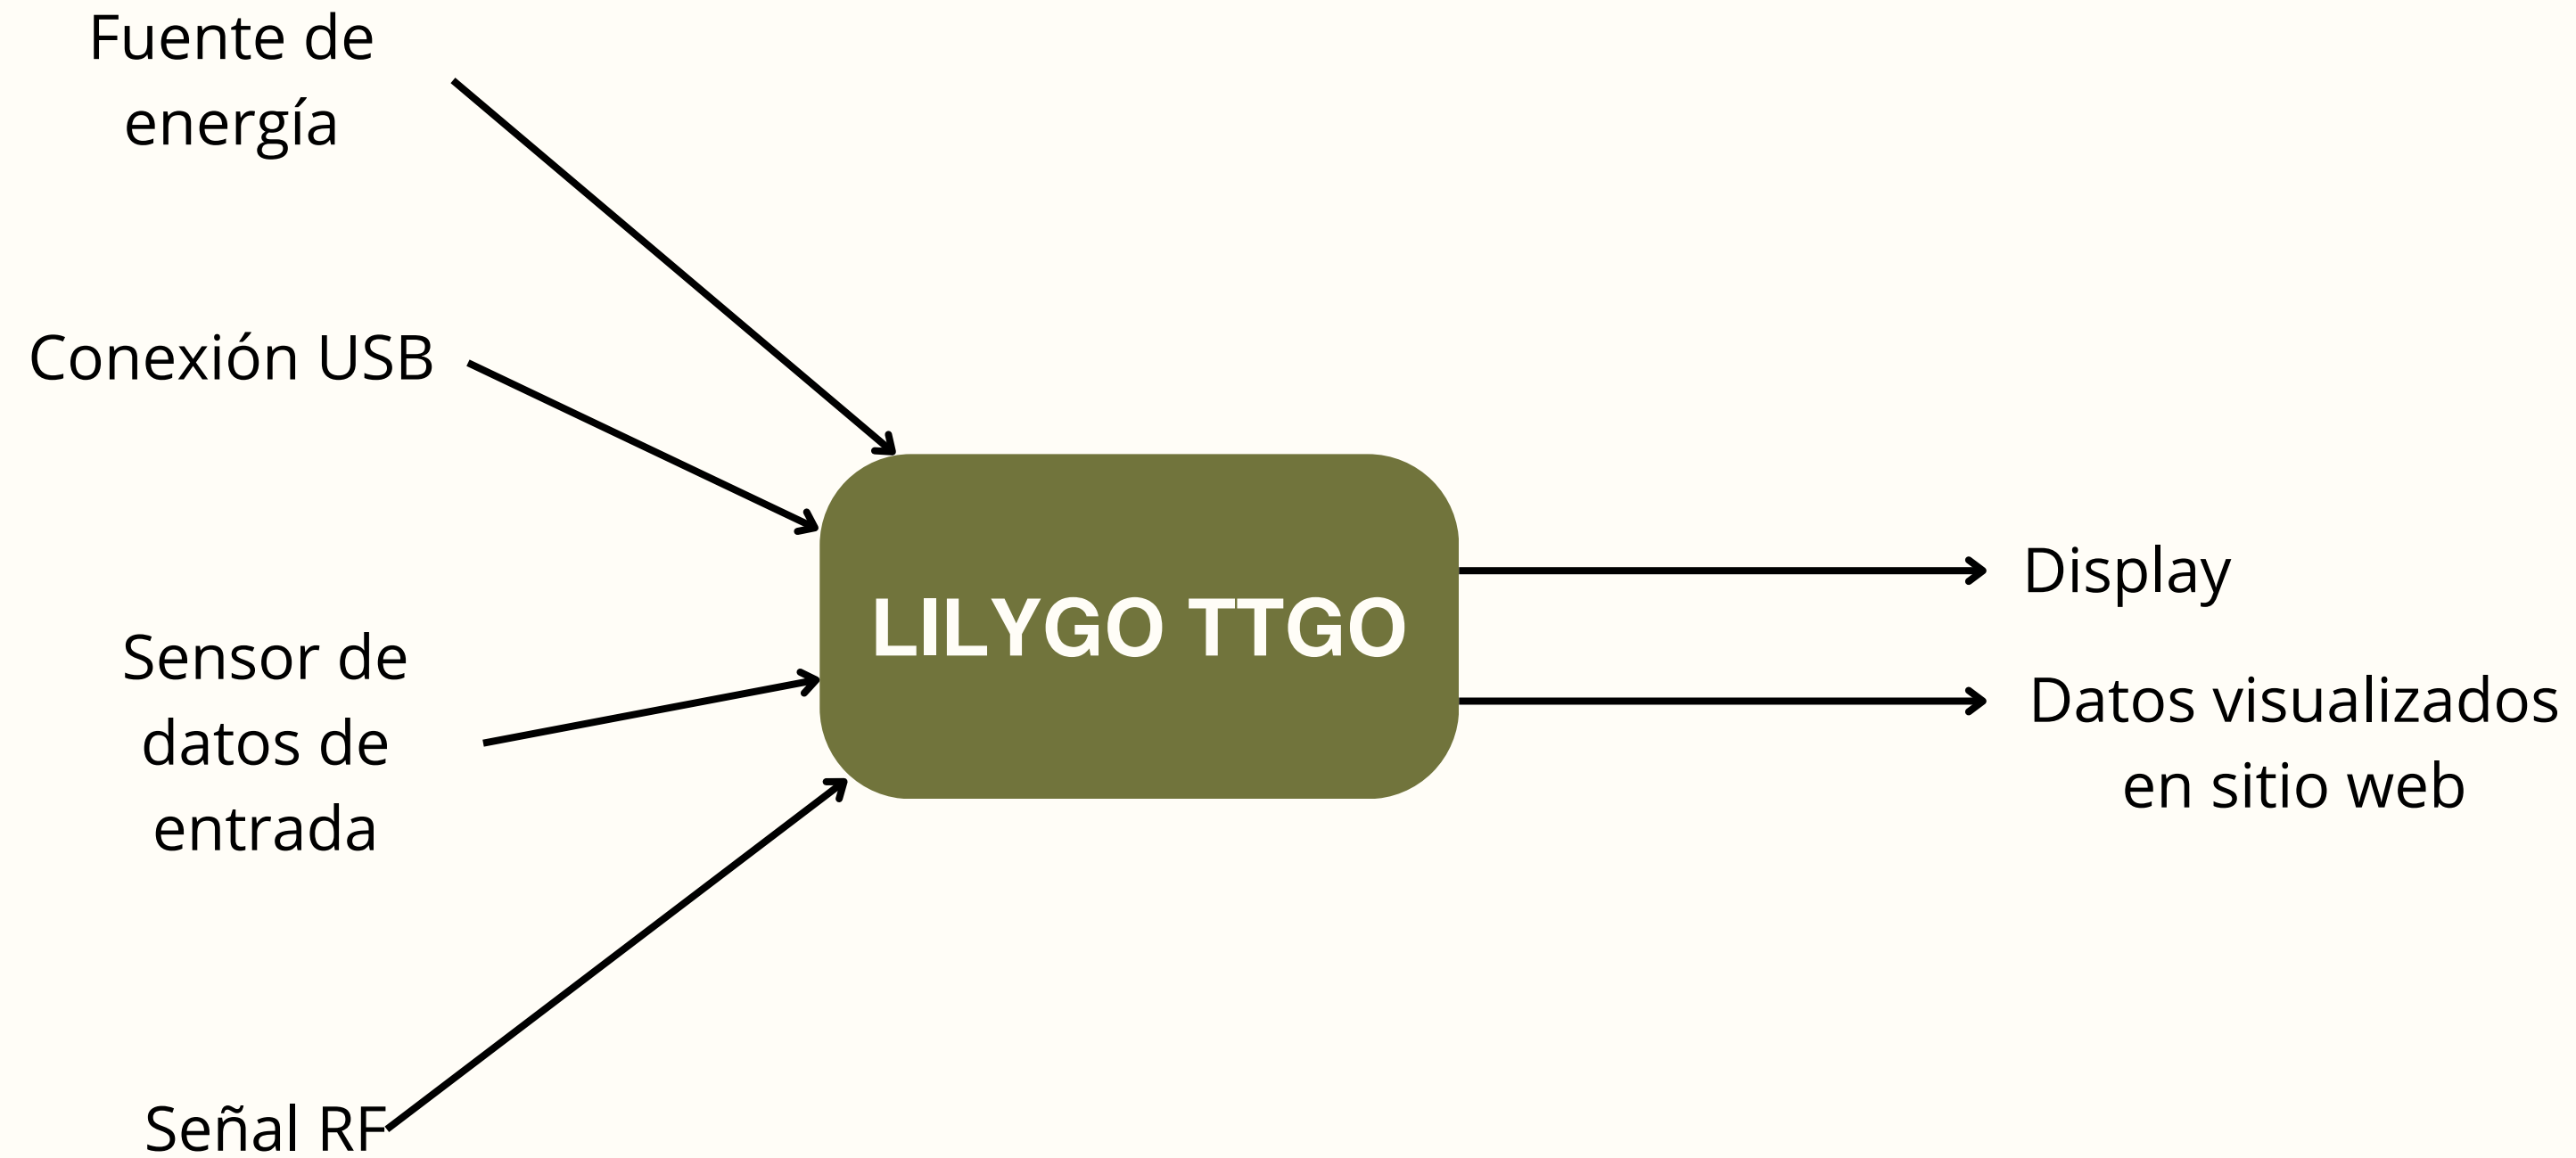 Fuente de
energía
Conexión USB
Sensor de
datos de
entrada
Señal RF
LILYGO TTGO
Display
Datos visualizados
en sitio web